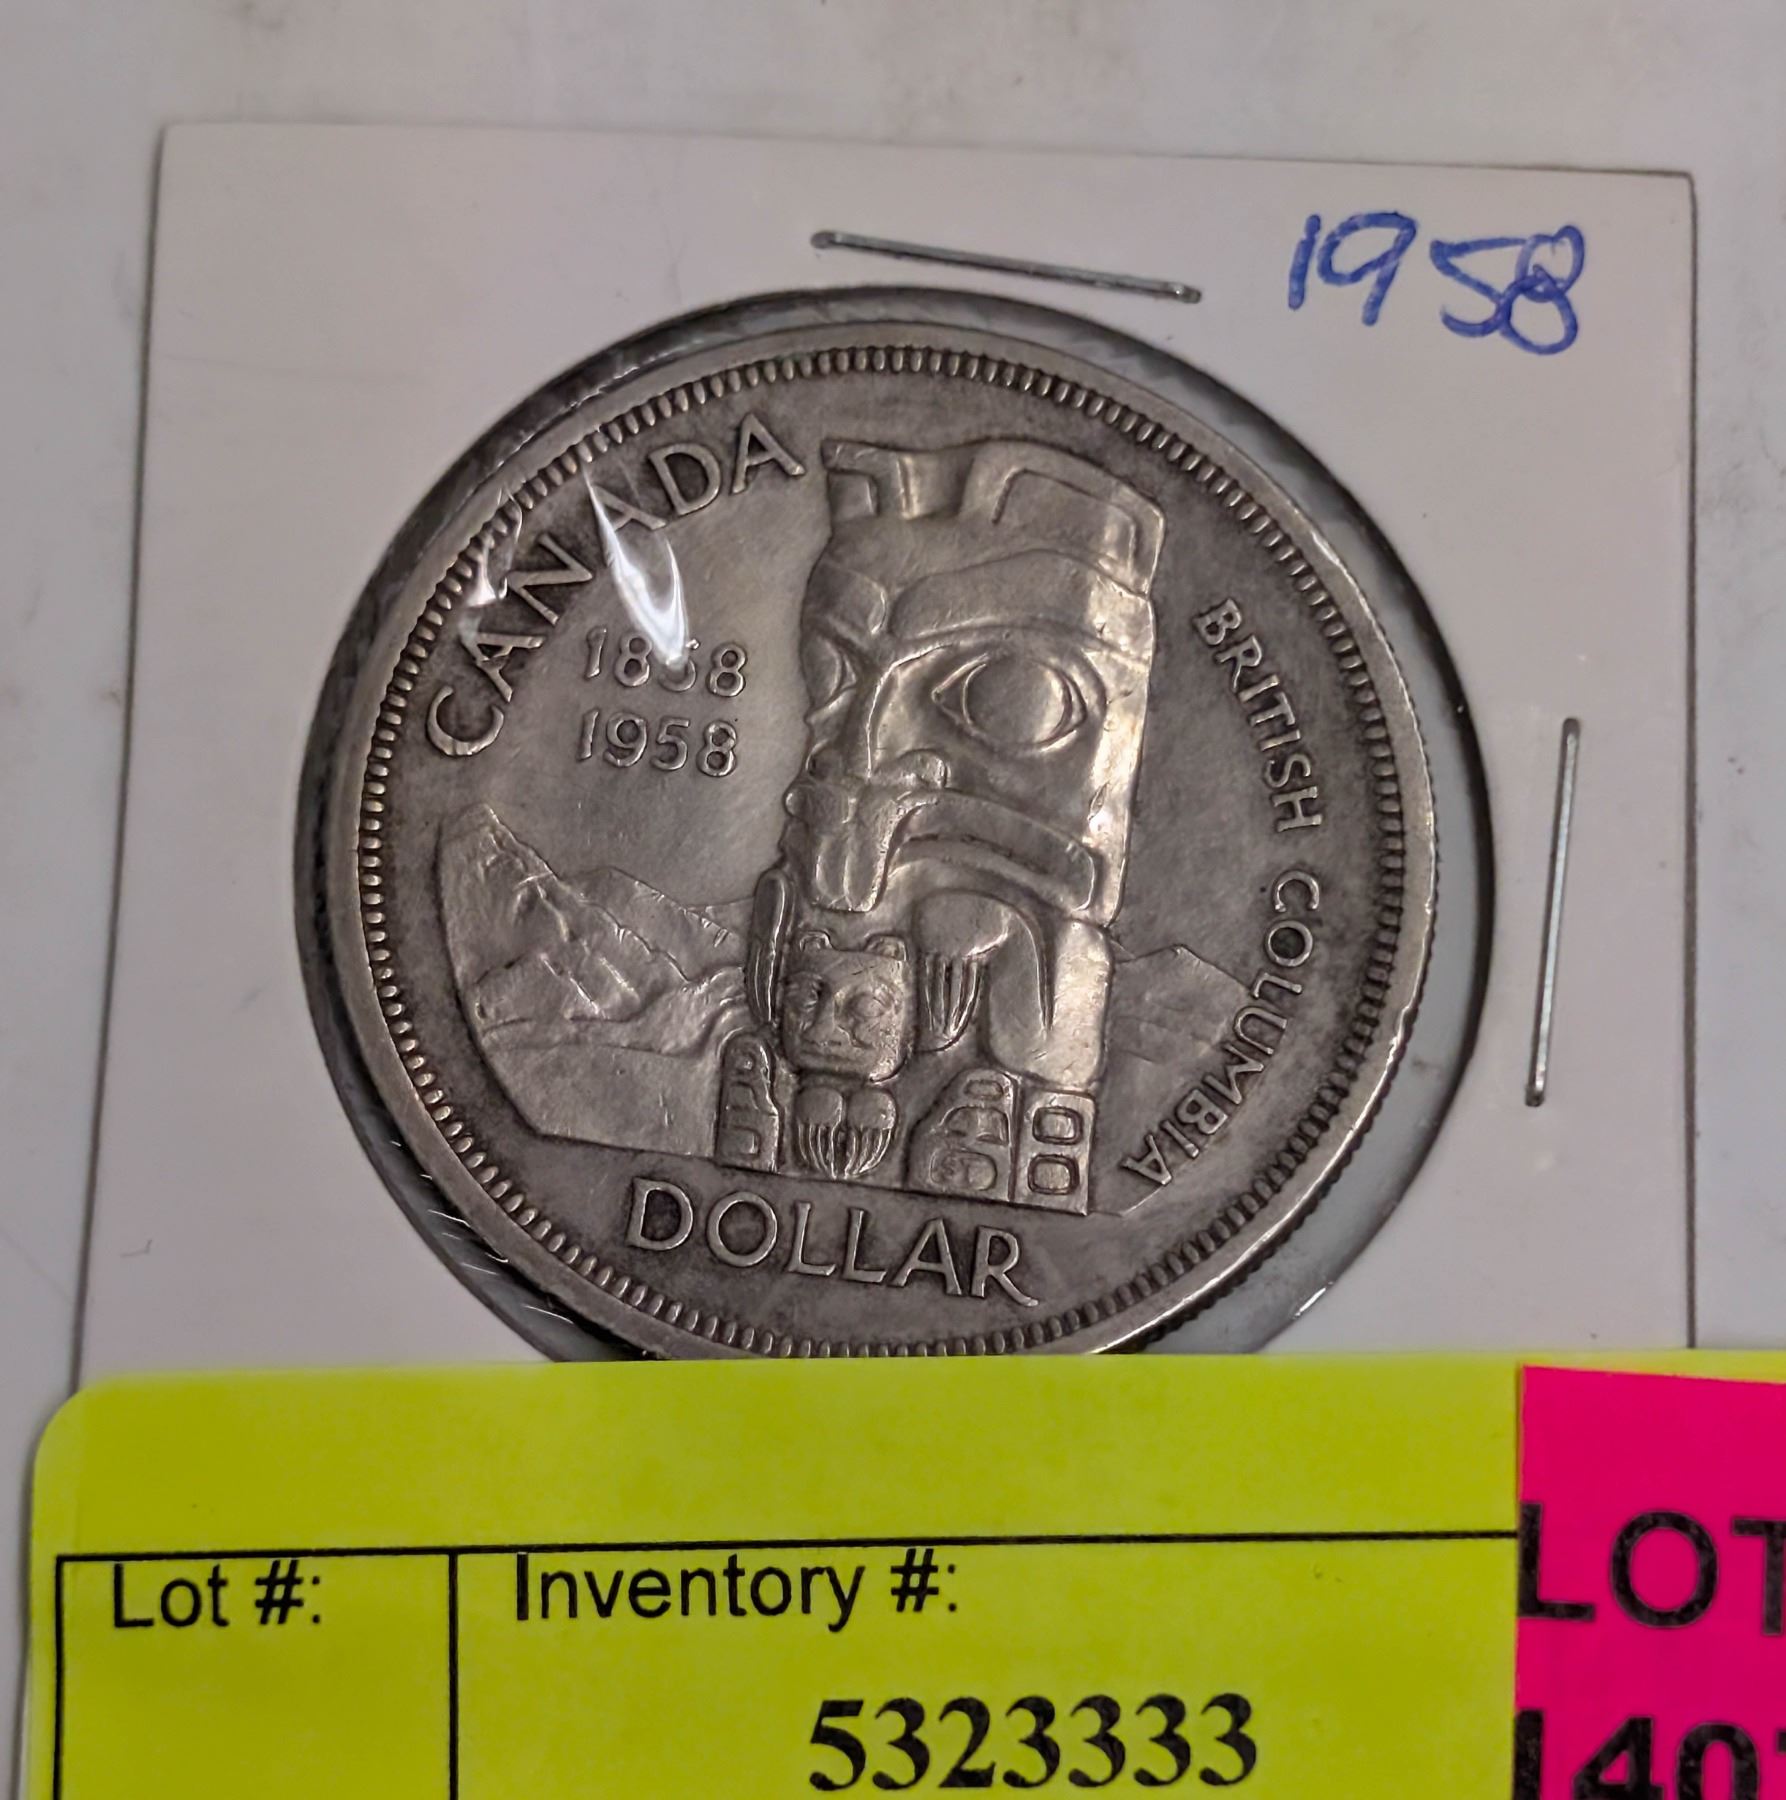 1958
CANADA
1858
1958
BRITISH COLUMBIA
DOLLAR
Lot #:
Inventory #:
5323333
LOT